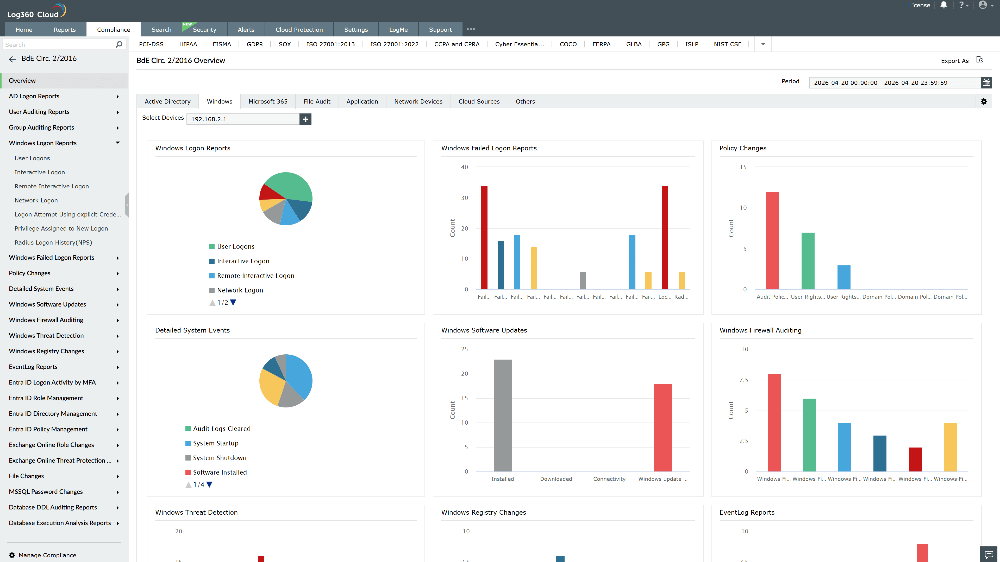 License
?
Log360 Cloud
Home
Reports
Compliance
Search
NEW
Security
Alerts
Cloud Protection
Settings
LogMe
Support
Search
PCI-DSS
HIPAA
FISMA
GDPR
SOX
ISO 27001:2013
ISO 27001:2022
CCPA and CPRA
Cyber Essentia...
COCO
FERPA
GLBA
GPG
ISLP
NIST CSF
BdE Circ. 2/2016
Overview
AD Logon Reports
User Auditing Reports
Group Auditing Reports
Windows Logon Reports
User Logons
Interactive Logon
Remote Interactive Logon
Network Logon
Logon Attempt Using explicit Crede...
Privilege Assigned to New Logon
Radius Logon History(NPS)
Windows Failed Logon Reports
Policy Changes
Detailed System Events
Windows Software Updates
Windows Firewall Auditing
Windows Threat Detection
Windows Registry Changes
EventLog Reports
Entra ID Logon Activity by MFA
Entra ID Role Management
Entra ID Directory Management
Entra ID Policy Management
Exchange Online Role Changes
Exchange Online Threat Protection ...
File Changes
MSSQL Password Changes
Database DDL Auditing Reports
Database Execution Analysis Reports
Manage Compliance
BdE Circ. 2/2016 Overview
Export As
Period
2026-04-20 00:00:00 - 2026-04-20 23:59:59
Active Directory
Windows
Microsoft 365
File Audit
Application
Network Devices
Cloud Sources
Others
Select Devices
192.168.2.1
Windows Logon Reports
User Logons
Interactive Logon
Remote Interactive Logon
Network Logon
1/2
Windows Failed Logon Reports
Count
40
30
20
10
0
Fail... Fail... Fail... Fail... Fail... Fail... Fail... Fail... Fail... Fail... Fail... Loc... Rad...
Policy Changes
Count
15
10
5
0
Audit Polic... User Rights... User Rights... Domain Pol... Domain Pol... Domain Pol...
Detailed System Events
Audit Logs Cleared
System Startup
System Shutdown
Software Installed
1/4
Windows Software Updates
Count
25
20
15
10
5
0
Installed Downloaded Connectivity Windows update ...
Windows Firewall Auditing
Count
10
7.5
5
2.5
0
Windows Fi... Windows Fi... Windows Fi... Windows Fi... Windows Fi... Windows Fi...
Windows Threat Detection
20
15
Windows Registry Changes
10
7.5
EventLog Reports
10
7.5